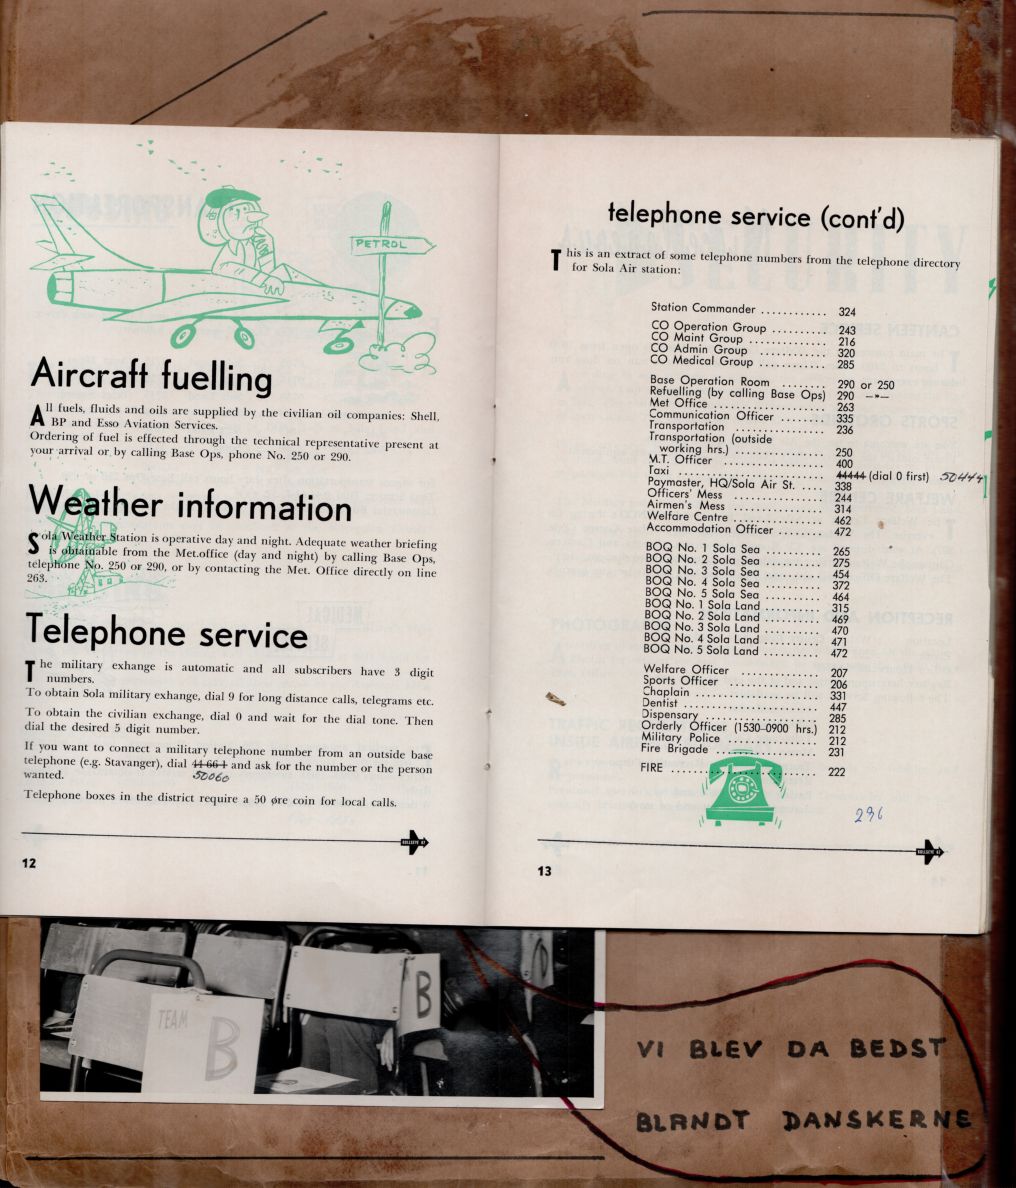 PETROL
Aircraft fuelling
All fuels, fluids and oils are supplied by the civilian oil companies: Shell,
BP and Esso Aviation Services.
Ordering of fuel is effected through the technical representative present at
your arrival or by calling Base Ops, phone No. 250 or 290.
Weather information
Sola Weather Station is operative day and night. Adequate weather briefing
is obtainable from the Met.office (day and night) by calling Base Ops,
telephone No. 250 or 290, or by contacting the Met. Office directly on line
263.
Telephone service
The military exhange is automatic and all subscribers have 3 digit
numbers.
To obtain Sola military exhange, dial 9 for long distance calls, telegrams etc.
To obtain the civilian exchange, dial 0 and wait for the dial tone. Then
dial the desired 5 digit number.
If you want to connect a military telephone number from an outside base
telephone (e.g. Stavanger), dial 44 664 and ask for the number or the person
wanted. 50060
Telephone boxes in the district require a 50 øre coin for local calls.
12
telephone service (cont'd)
This is an extract of some telephone numbers from the telephone directory
for Sola Air station:
Station Commander ............ 324
CO Operation Group .......... 243
CO Maint Group .............. 216
CO Admin Group ............ 320
CO Medical Group ............ 285
Base Operation Room ........ 290 or 250
Refuelling (by calling Base Ops) 290 —»—
Met Office .................... 263
Communication Officer ........ 335
Transportation ................ 236
Transportation (outside
working hrs.) .............. 250
M.T. Officer .................. 400
Taxi .......................... 44444 (dial 0 first) 50444
Paymaster, HQ/Sola Air St. .... 338
Officers' Mess ................ 244
Airmen's Mess ................ 314
Welfare Centre ................ 462
Accommodation Officer ........ 472
BOQ No. 1 Sola Sea .......... 265
BOQ No. 2 Sola Sea .......... 275
BOQ No. 3 Sola Sea .......... 454
BOQ No. 4 Sola Sea .......... 372
BOQ No. 5 Sola Sea .......... 464
BOQ No. 1 Sola Land .......... 315
BOQ No. 2 Sola Land .......... 469
BOQ No. 3 Sola Land .......... 470
BOQ No. 4 Sola Land .......... 471
BOQ No. 5 Sola Land .......... 472
Welfare Officer ................ 207
Sports Officer ................ 206
Chaplain ...................... 331
Dentist ........................ 447
Dispensary .................... 285
Orderly Officer (1530–0900 hrs.) 212
Military Police ................ 212
Fire Brigade .................. 231
FIRE .......................... 222
236
13
TEAM
B
B
VI BLEV DA BEDST
BLANDT DANSKERNE